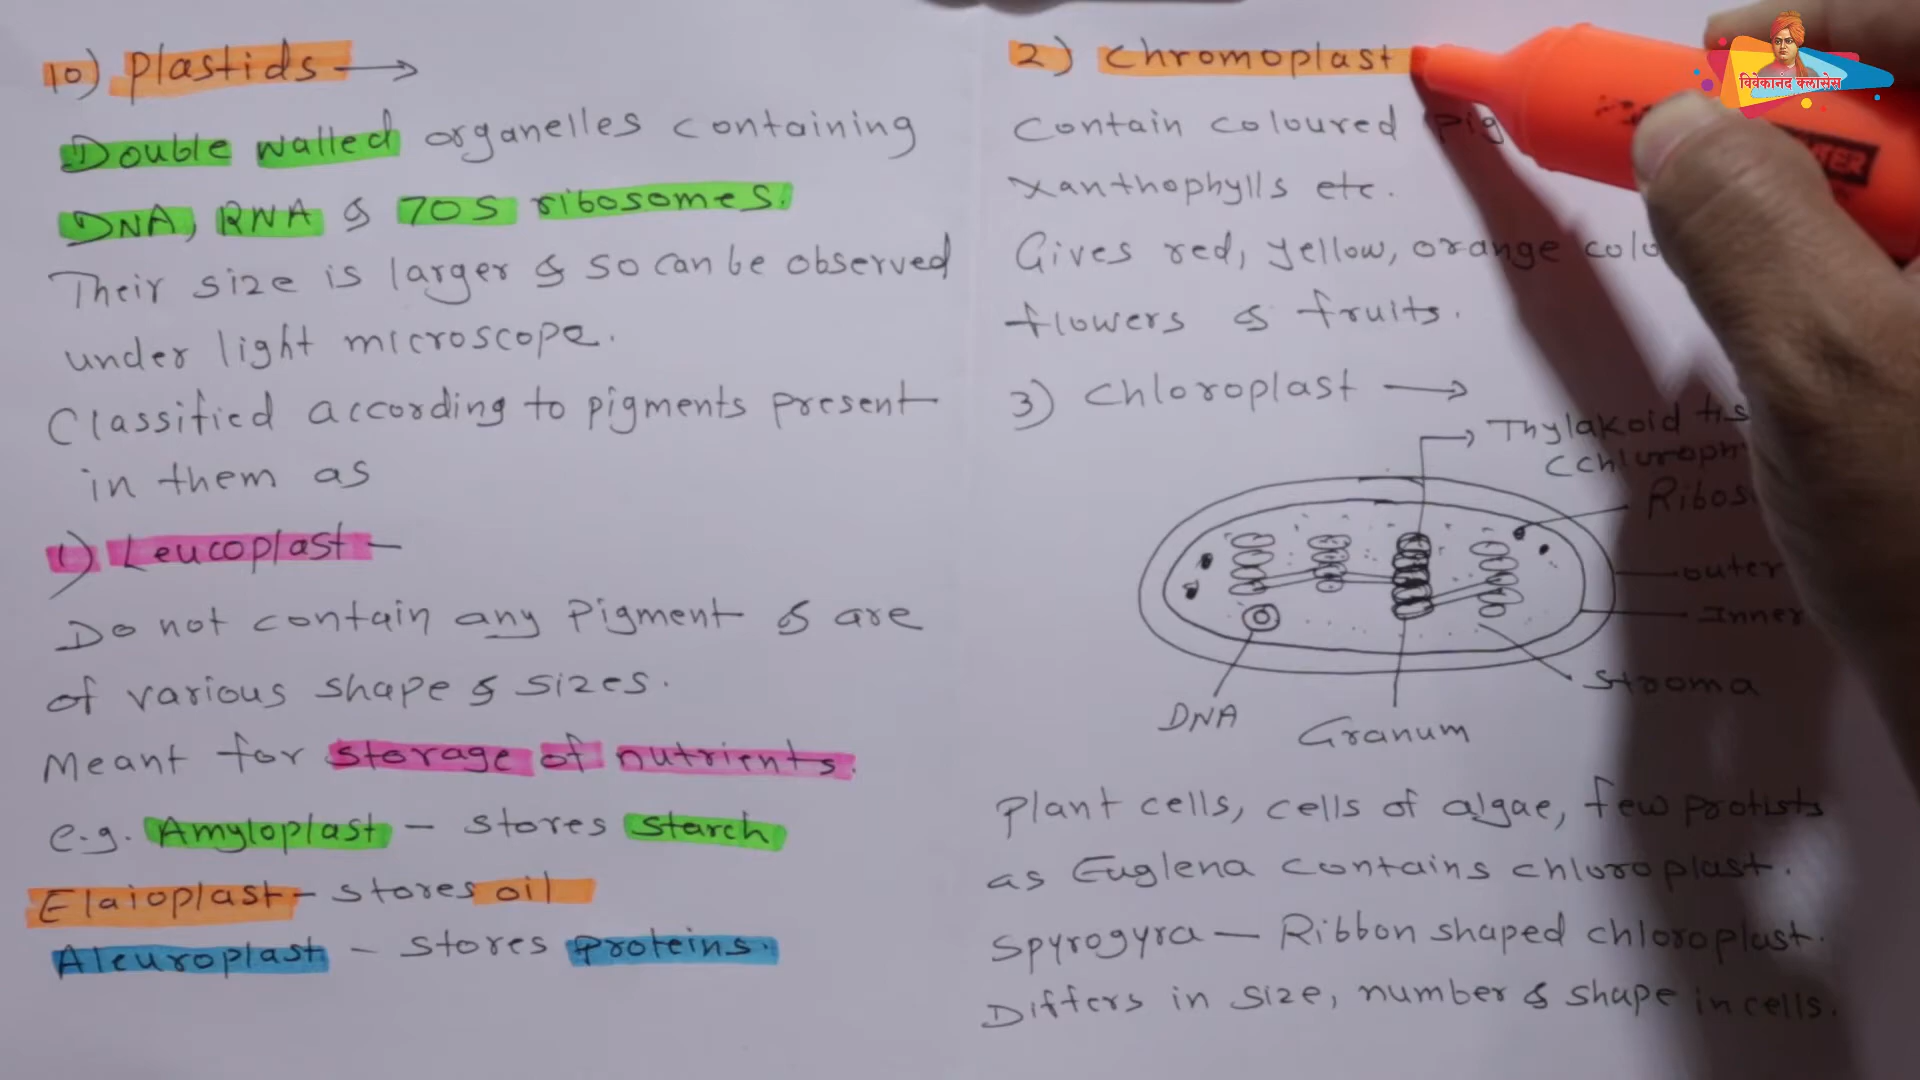 10) Plastids →
Double walled organelles containing
DNA, RNA & 70S ribosomes.
Their size is larger & so can be observed
under light microscope.
Classified according to pigments present
in them as
1) Leucoplast –
Do not contain any Pigment & are
of various shape & sizes.
Meant for storage of nutrients.
e.g. Amyloplast – stores starch
Elaioplast – stores oil
Aleuroplast – stores proteins.
2) Chromoplast
Contain coloured
Xanthophylls etc.
Gives red, yellow, orange
flowers & fruits.
3) Chloroplast →
Thylakoid
outer
Inner
Stroma
DNA
Granum
Plant cells, cells of algae, few protists
as Euglena contains chloroplast.
Spyrogyra – Ribbon shaped chloroplast.
Differs in size, number & shape in cells.
विवेकानंद क्लासेस